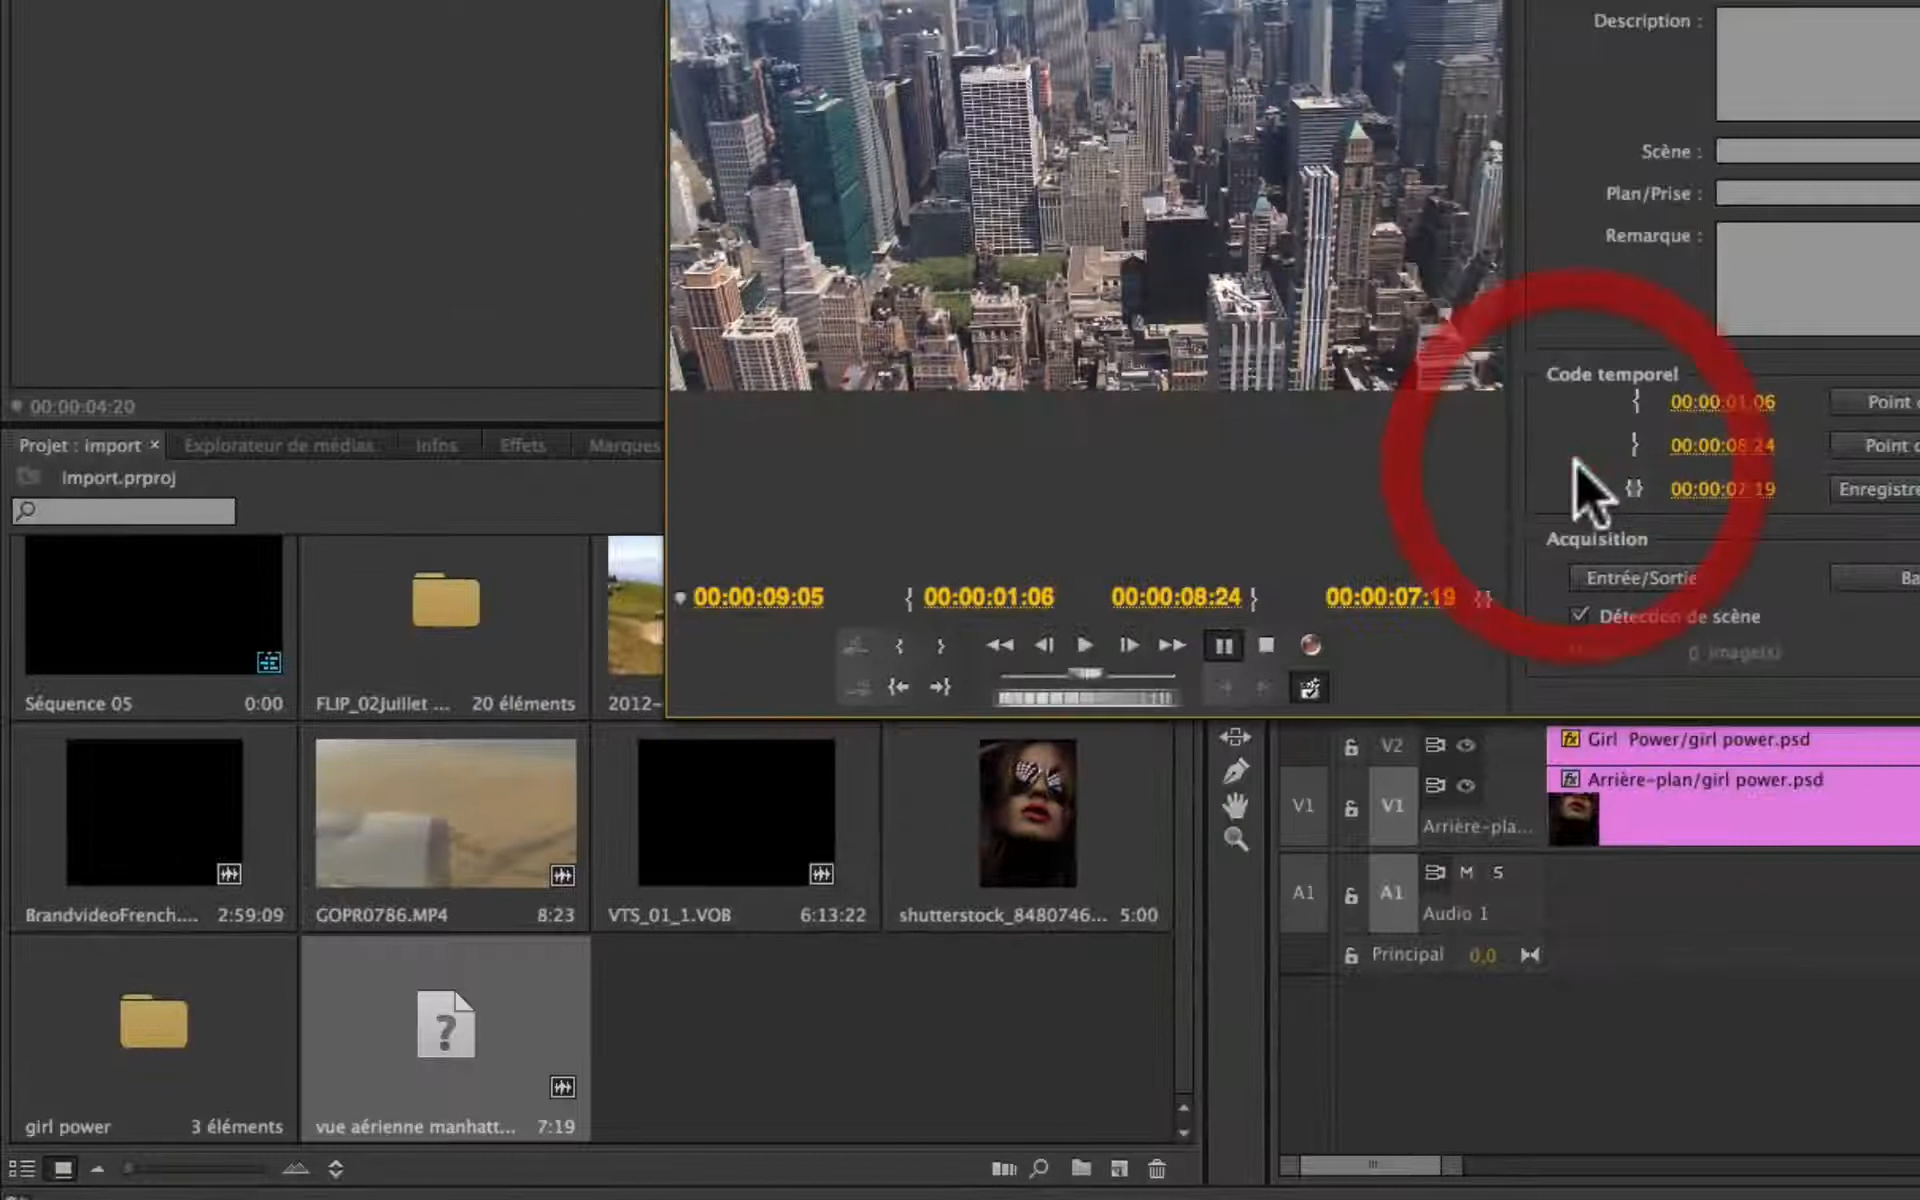 Description :
Scène :
Plan/Prise :
Remarque :
Code temporel
00:00:01:06
Point
00:00:08:24
Point
00:00:07:19
Enregistre
Acquisition
Entrée/Sortie
Ba
Détection de scène
0 image(s)
00:00:09:05 { 00:00:01:06 00:00:08:24 } 00:00:07:19
00:00:04:20
Projet : import × Explorateur de médias Infos Effets Marques
Import.prproj
Séquence 05 0:00
FLIP_02Juillet ... 20 éléments
2012-
BrandvideoFrench.... 2:59:09
GOPR0786.MP4 8:23
VTS_01_1.VOB 6:13:22
shutterstock_8480746... 5:00
girl power 3 éléments
vue aérienne manhatt... 7:19
V2
fx Girl Power/girl power.psd
V1 V1
fx Arrière-plan/girl power.psd
Arrière-pla...
A1 A1 M S
Audio 1
Principal 0,0